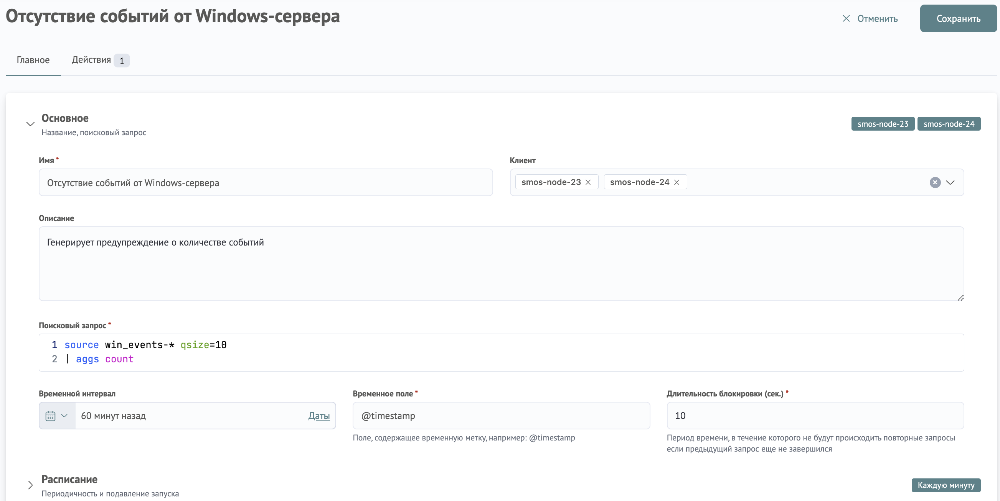 Отсутствие событий от Windows-сервера
Отменить
Сохранить
Главное
Действия 1
Основное
Название, поисковый запрос
smos-node-23 smos-node-24
Имя *
Клиент
Отсутствие событий от Windows-сервера
smos-node-23 smos-node-24
Описание
Генерирует предупреждение о количестве событий
Поисковый запрос *
1 source win_events-* qsize=10
2 | aggs count
Временной интервал
Временное поле *
Длительность блокировки (сек.) *
60 минут назад
Даты
@timestamp
10
Поле, содержащее временную метку, например: @timestamp
Период времени, в течение которого не будут происходить повторные запросы
если предыдущий запрос еще не завершился
Расписание
Периодичность и подавление запуска
Каждую минуту